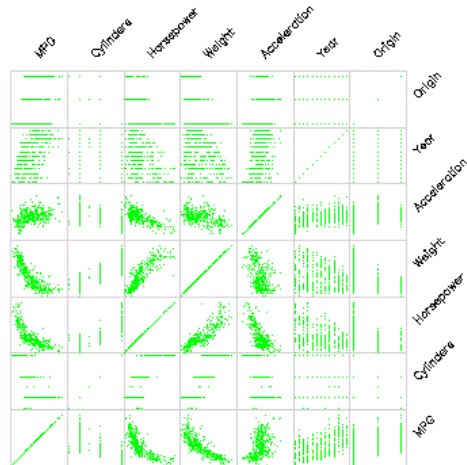 MPG
Cylinders
Horsepower
Weight
Acceleration
Year
Origin
Origin
Year
Acceleration
Weight
Horsepower
Cylinders
MPG